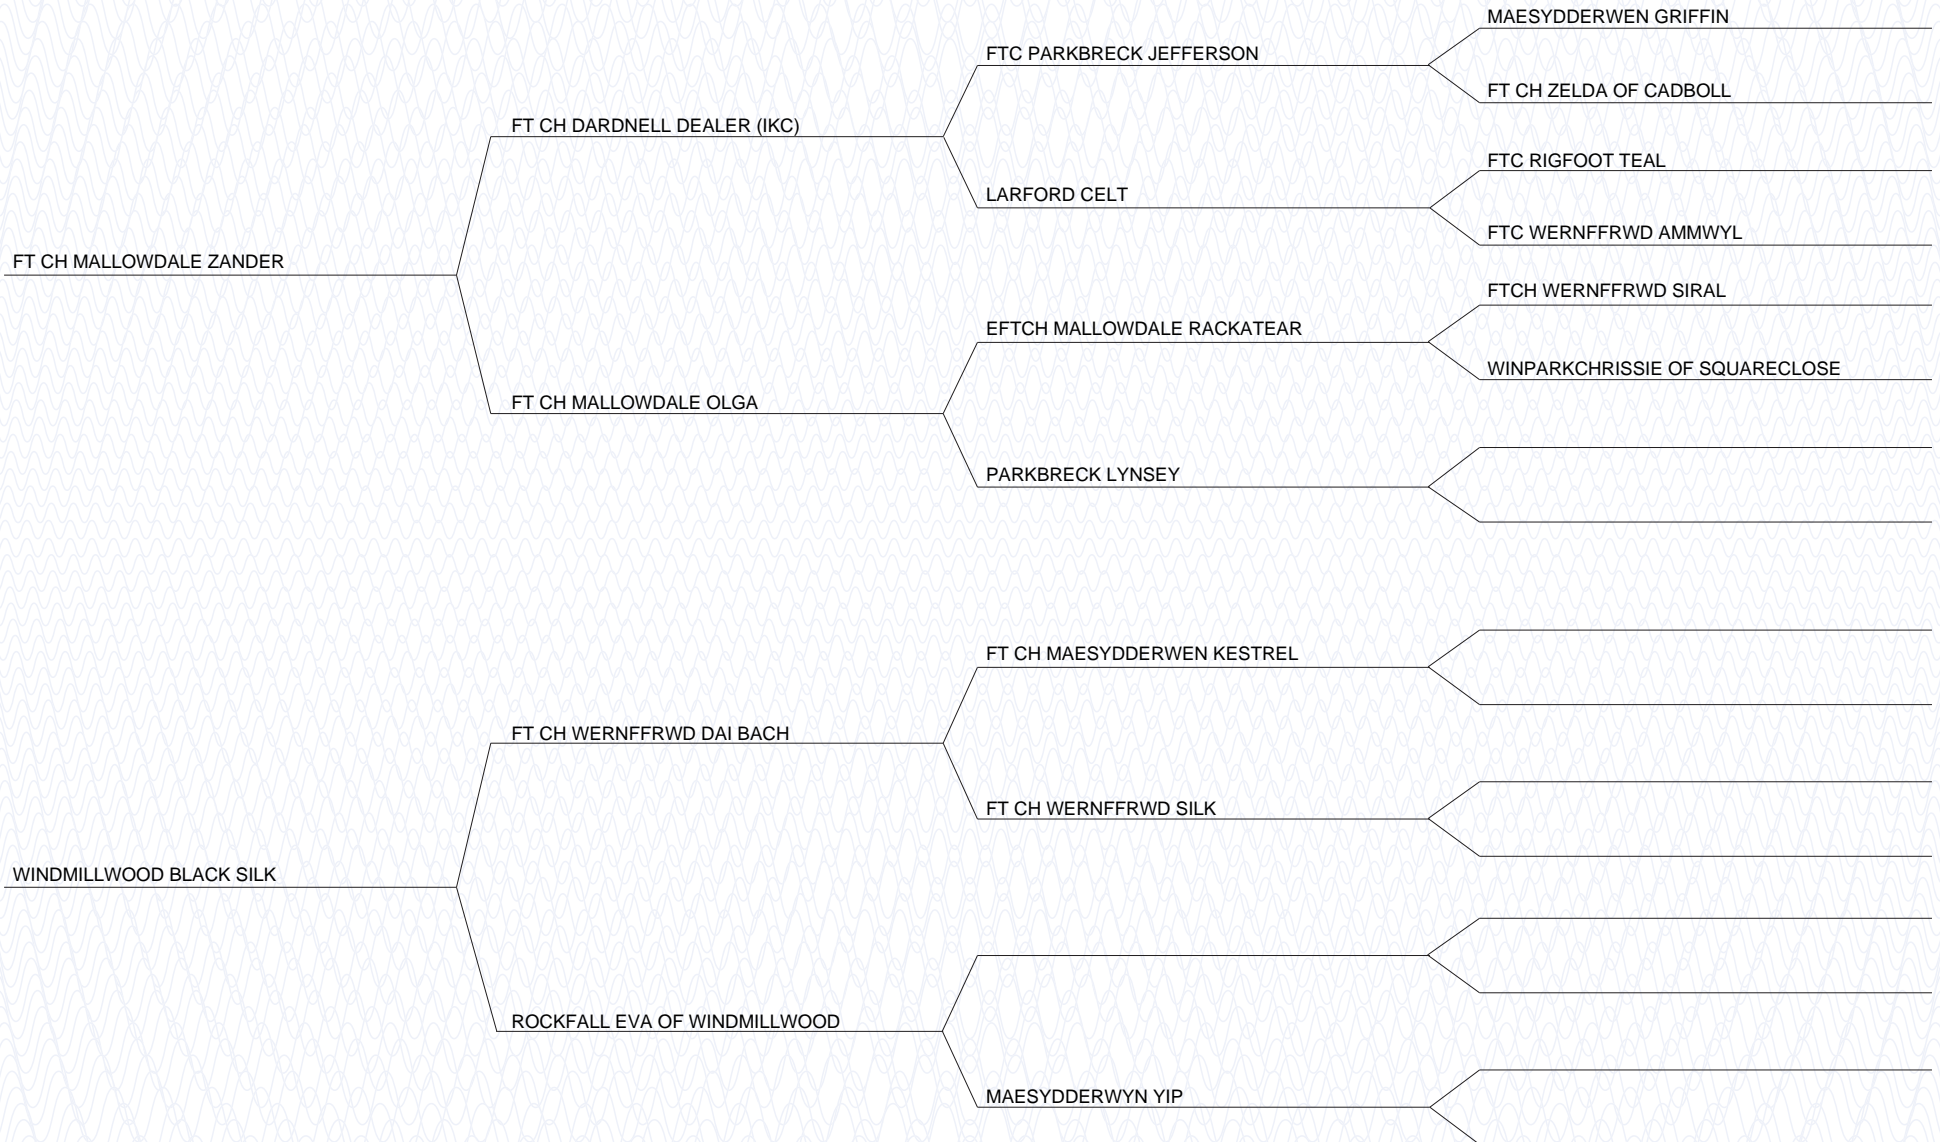 MAESYDDERWEN GRIFFIN
FTC PARKBRECK JEFFERSON
FT CH ZELDA OF CADBOLL
FT CH DARDNELL DEALER (IKC)
FTC RIGFOOT TEAL
LARFORD CELT
FTC WERNFFRWD AMMWYL
FT CH MALLOWDALE ZANDER
FTCH WERNFFRWD SIRAL
EFTCH MALLOWDALE RACKATEAR
WINPARKCHRISSIE OF SQUARECLOSE
FT CH MALLOWDALE OLGA
PARKBRECK LYNSEY
FT CH MAESYDDERWEN KESTREL
FT CH WERNFFRWD DAI BACH
FT CH WERNFFRWD SILK
WINDMILLWOOD BLACK SILK
ROCKFALL EVA OF WINDMILLWOOD
MAESYDDERWYN YIP